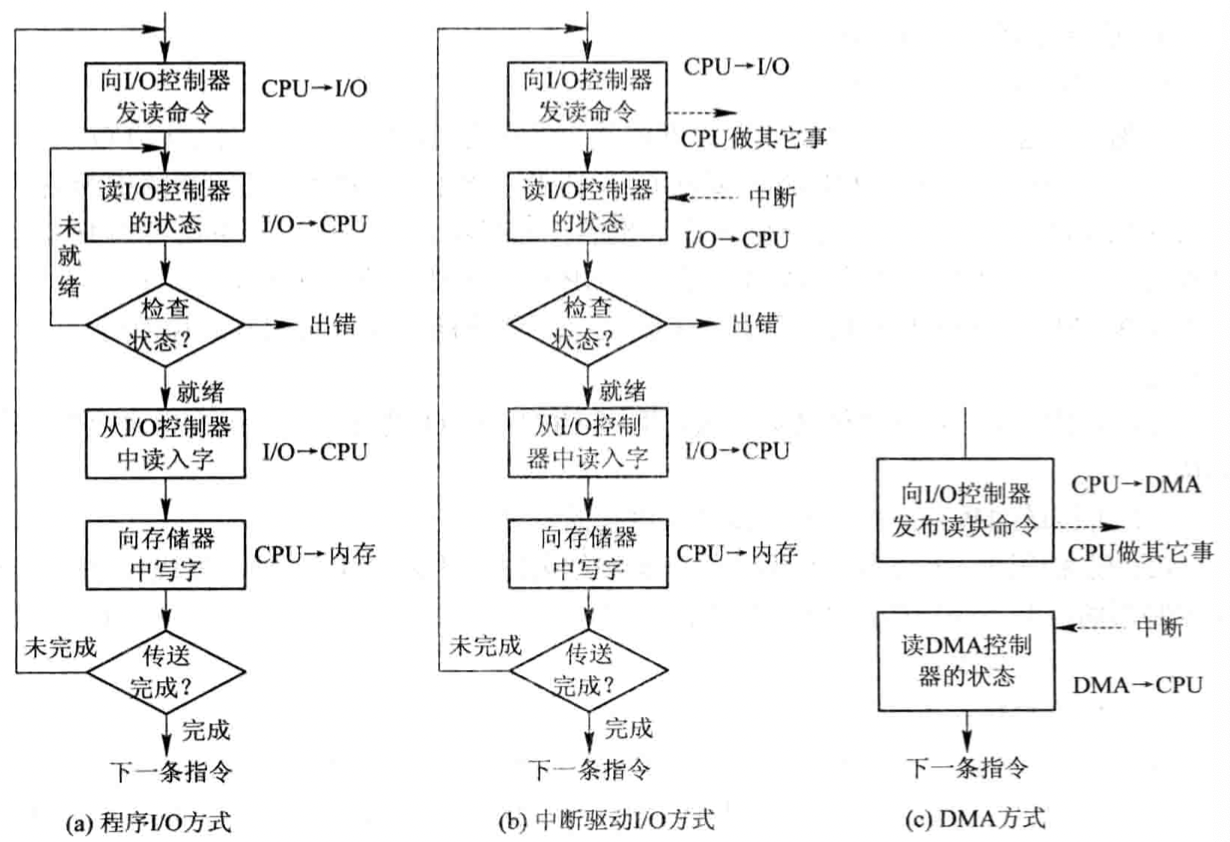 向I/O控制器
发读命令
CPU→I/O
读I/O控制器
的状态
I/O→CPU
未
就
绪
检查
状态?
出错
就绪
从I/O控制器
中读入字
I/O→CPU
向存储器
中写字
CPU→内存
未完成
传送
完成?
完成
下一条指令
(a) 程序I/O方式
向I/O控制器
发读命令
CPU→I/O
CPU做其它事
读I/O控制器
的状态
中断
I/O→CPU
检查
状态?
出错
就绪
从I/O控制
器中读入字
I/O→CPU
向存储器
中写字
CPU→内存
未完成
传送
完成?
完成
下一条指令
(b) 中断驱动I/O方式
向I/O控制器
发布读块命令
CPU→DMA
CPU做其它事
读DMA控制
器的状态
中断
DMA→CPU
下一条指令
(c) DMA方式